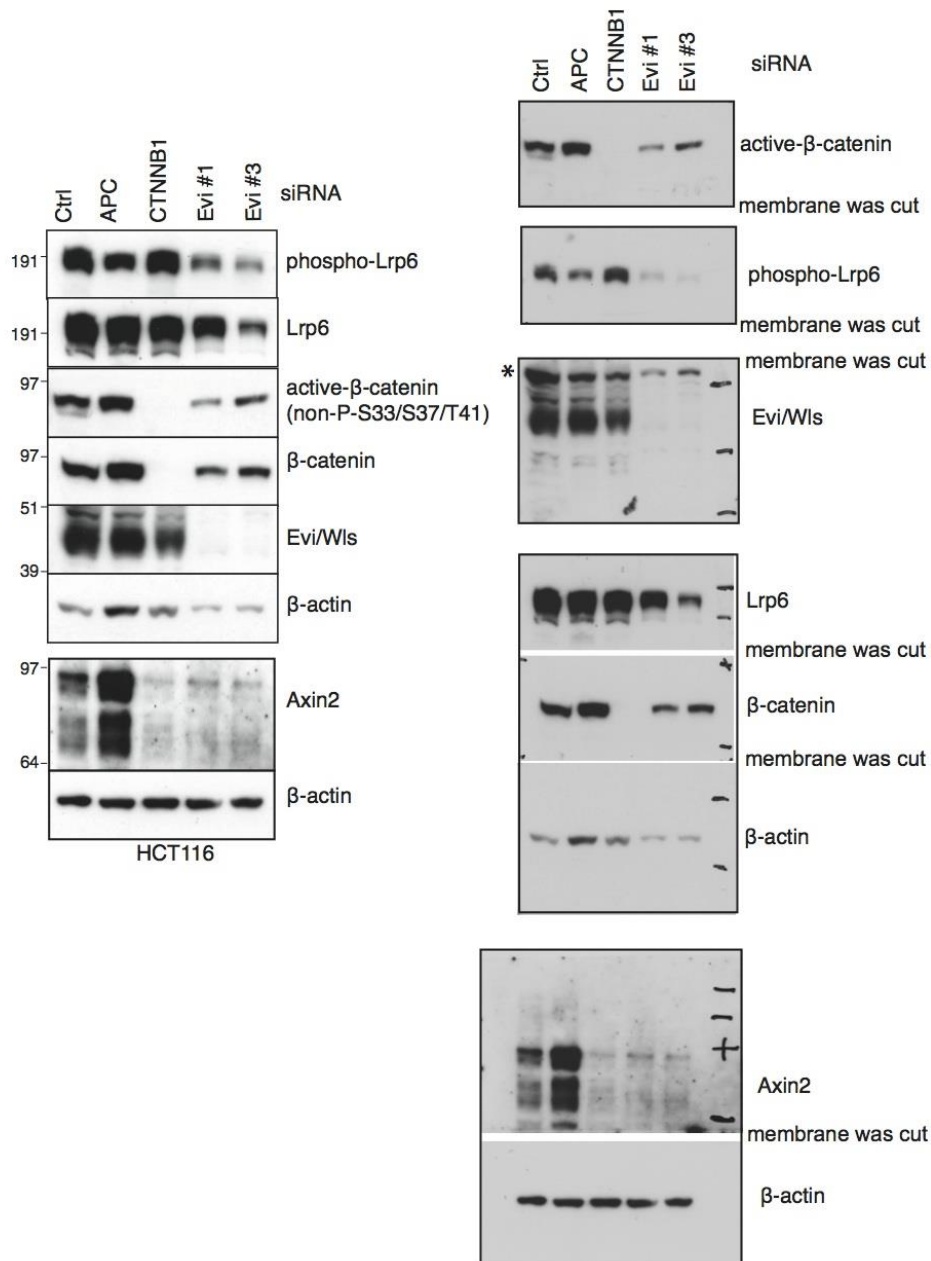 Ctrl
APC
CTNNB1
Evi #1
Evi #3
siRNA
191
phospho-Lrp6
191
Lrp6
97
active-β-catenin
(non-P-S33/S37/T41)
97
β-catenin
51
Evi/Wls
39
β-actin
97
Axin2
64
β-actin
HCT116
Ctrl
APC
CTNNB1
Evi #1
Evi #3
siRNA
active-β-catenin
membrane was cut
phospho-Lrp6
membrane was cut
membrane was cut
*
Evi/Wls
Lrp6
membrane was cut
β-catenin
membrane was cut
β-actin
Axin2
membrane was cut
β-actin